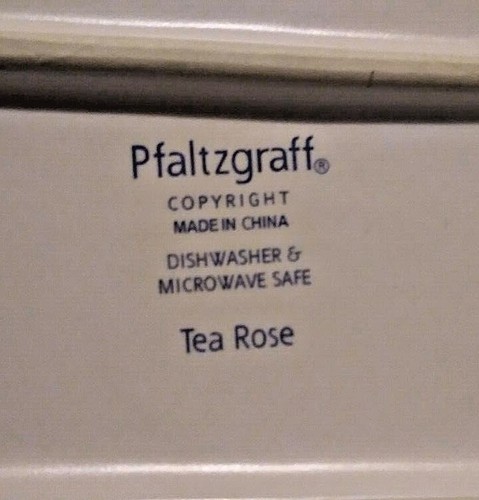 Pfaltzgraff®
COPYRIGHT
MADE IN CHINA
DISHWASHER &
MICROWAVE SAFE
Tea Rose